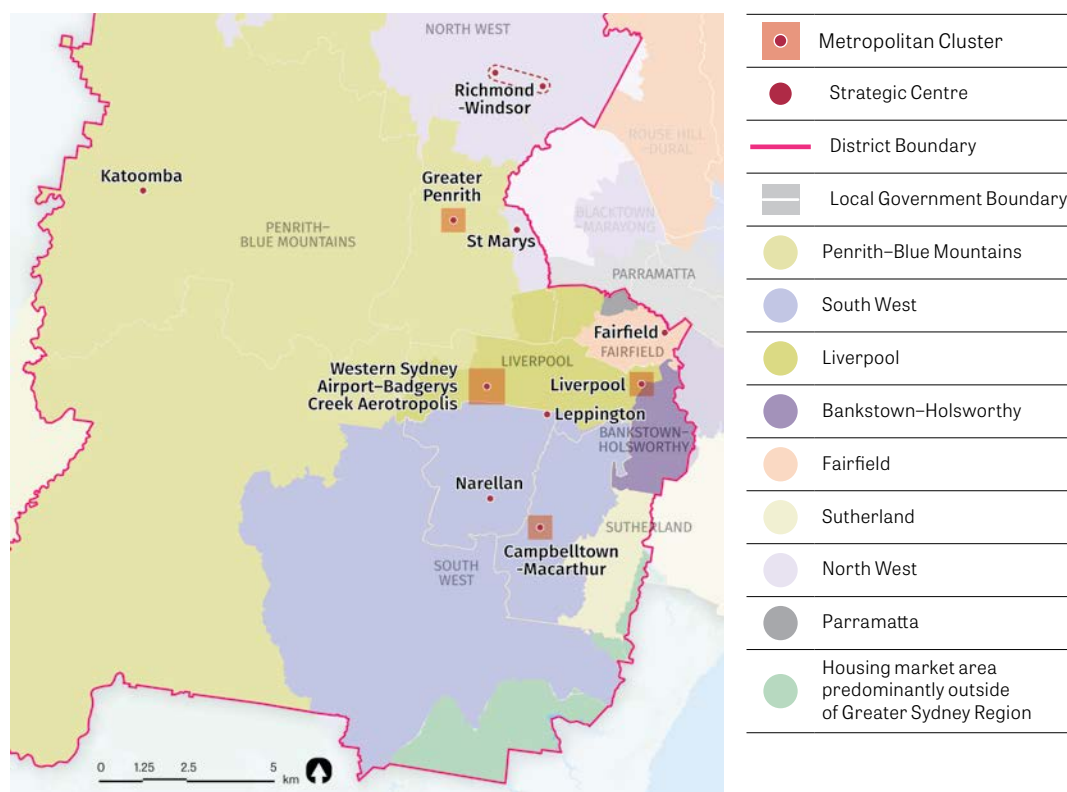 NORTH WEST
Richmond
-Windsor
ROUSE HILL
–DURAL
Katoomba
Greater
Penrith
BLACKTOWN
–MARAYONG
PENRITH–
BLUE MOUNTAINS
St Marys
PARRAMATTA
Fairfield
FAIRFIELD
LIVERPOOL
Western Sydney
Airport–Badgerys
Creek Aerotropolis
Liverpool
Leppington
BANKSTOWN–
HOLSWORTHY
Narellan
SUTHERLAND
Campbelltown
-Macarthur
SOUTH
WEST
0 1.25 2.5 5
km
Metropolitan Cluster
Strategic Centre
District Boundary
Local Government Boundary
Penrith–Blue Mountains
South West
Liverpool
Bankstown–Holsworthy
Fairfield
Sutherland
North West
Parramatta
Housing market area
predominantly outside
of Greater Sydney Region